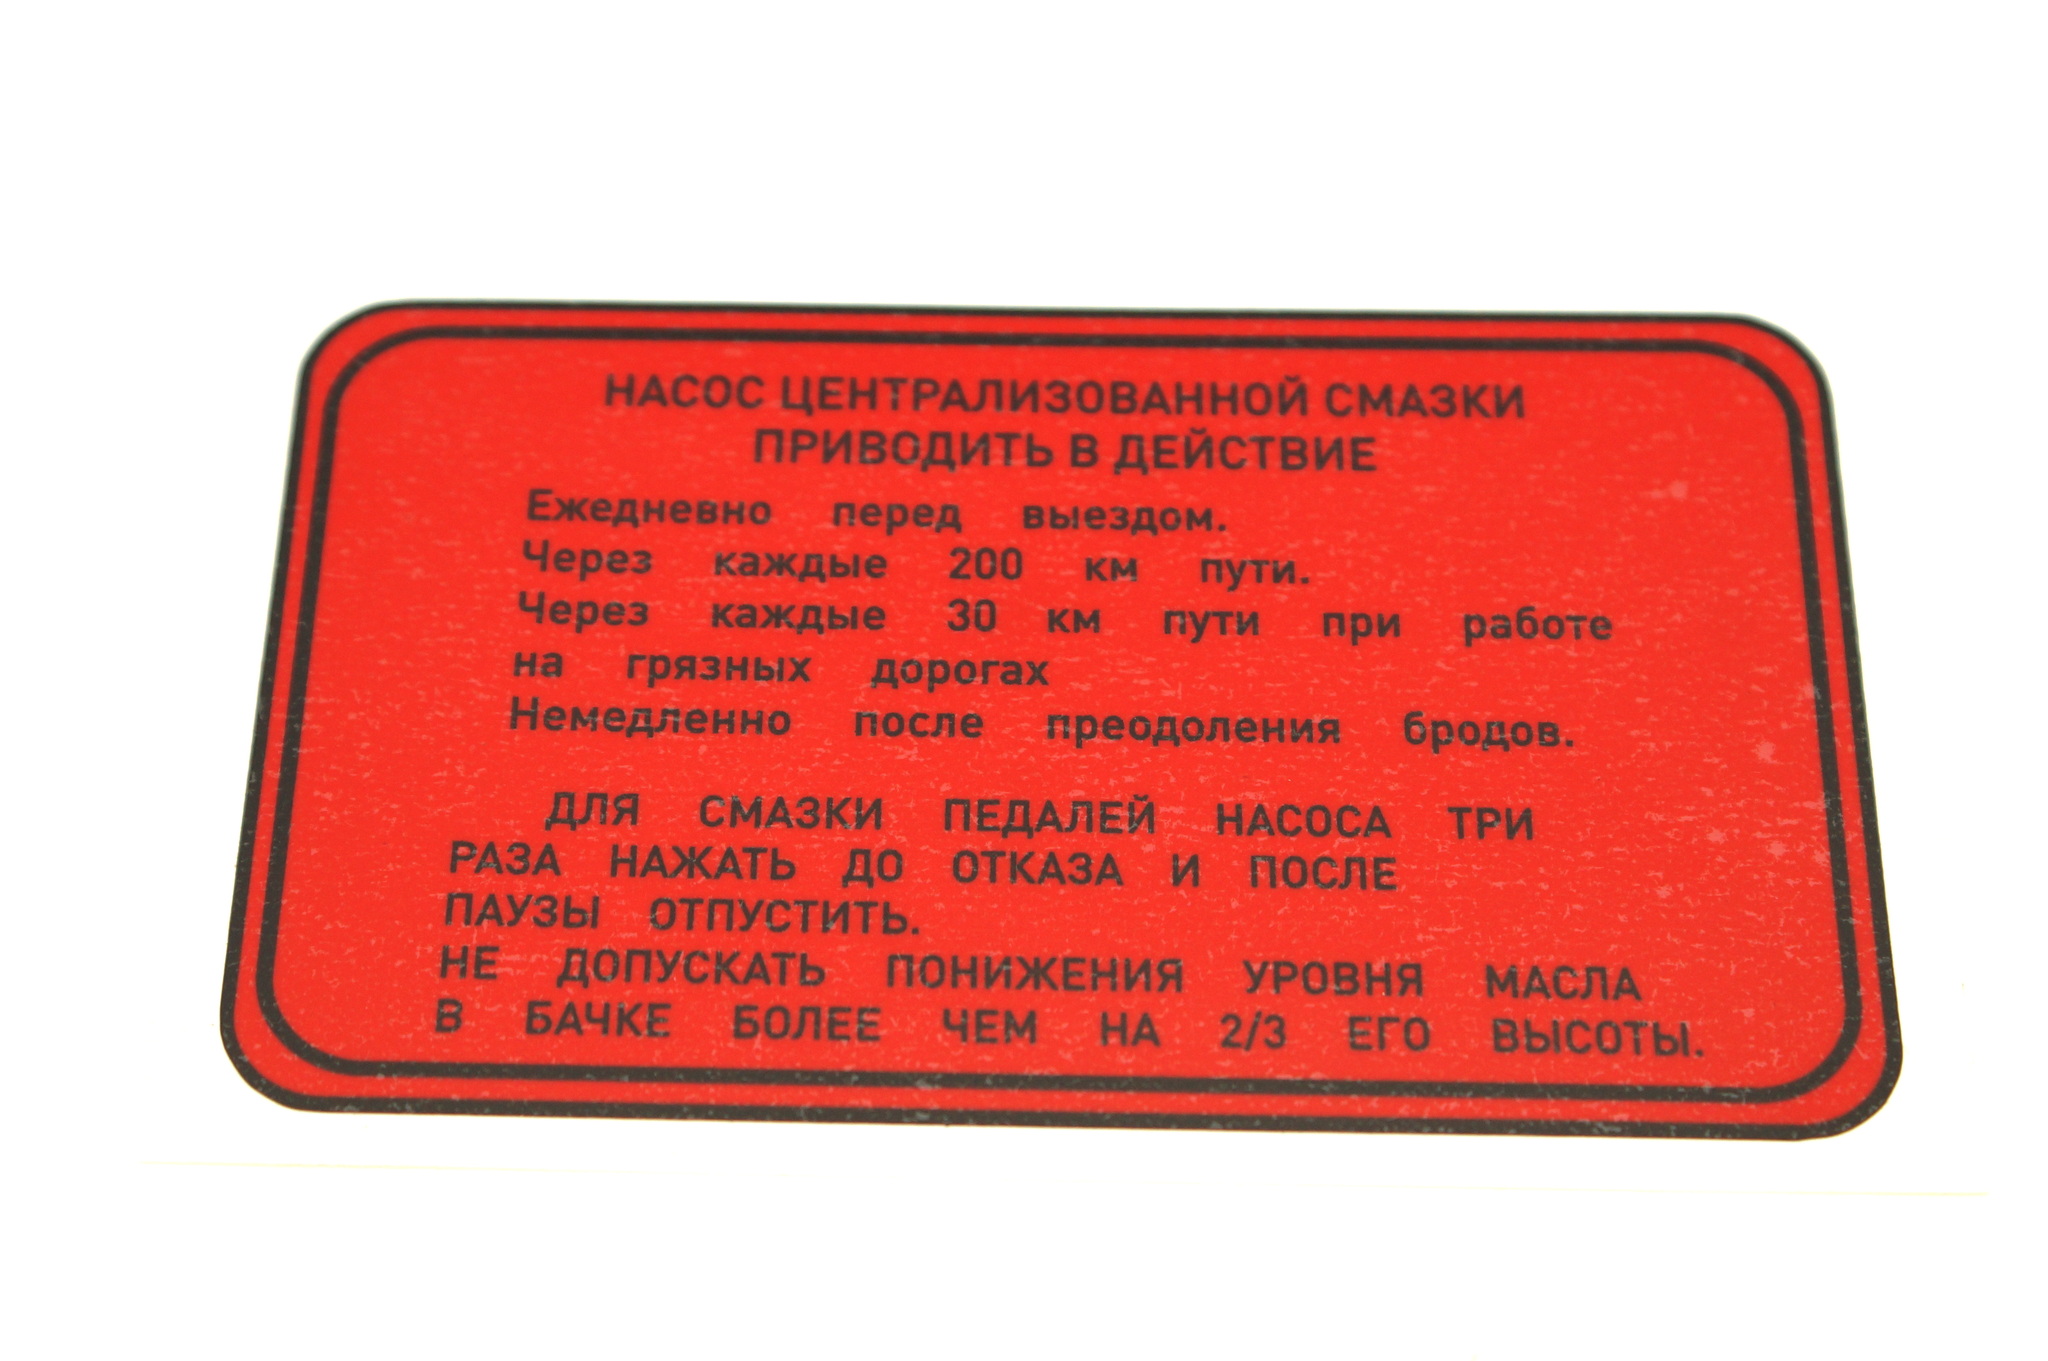 НАСОС ЦЕНТРАЛИЗОВАННОЙ СМАЗКИ
ПРИВОДИТЬ В ДЕЙСТВИЕ
Ежедневно перед выездом.
Через каждые 200 км пути.
Через каждые 30 км пути при работе
на грязных дорогах
Немедленно после преодоления бродов.
ДЛЯ СМАЗКИ ПЕДАЛЕЙ НАСОСА ТРИ
РАЗА НАЖАТЬ ДО ОТКАЗА И ПОСЛЕ
ПАУЗЫ ОТПУСТИТЬ.
НЕ ДОПУСКАТЬ ПОНИЖЕНИЯ УРОВНЯ МАСЛА
В БАЧКЕ БОЛЕЕ ЧЕМ НА 2/3 ЕГО ВЫСОТЫ.